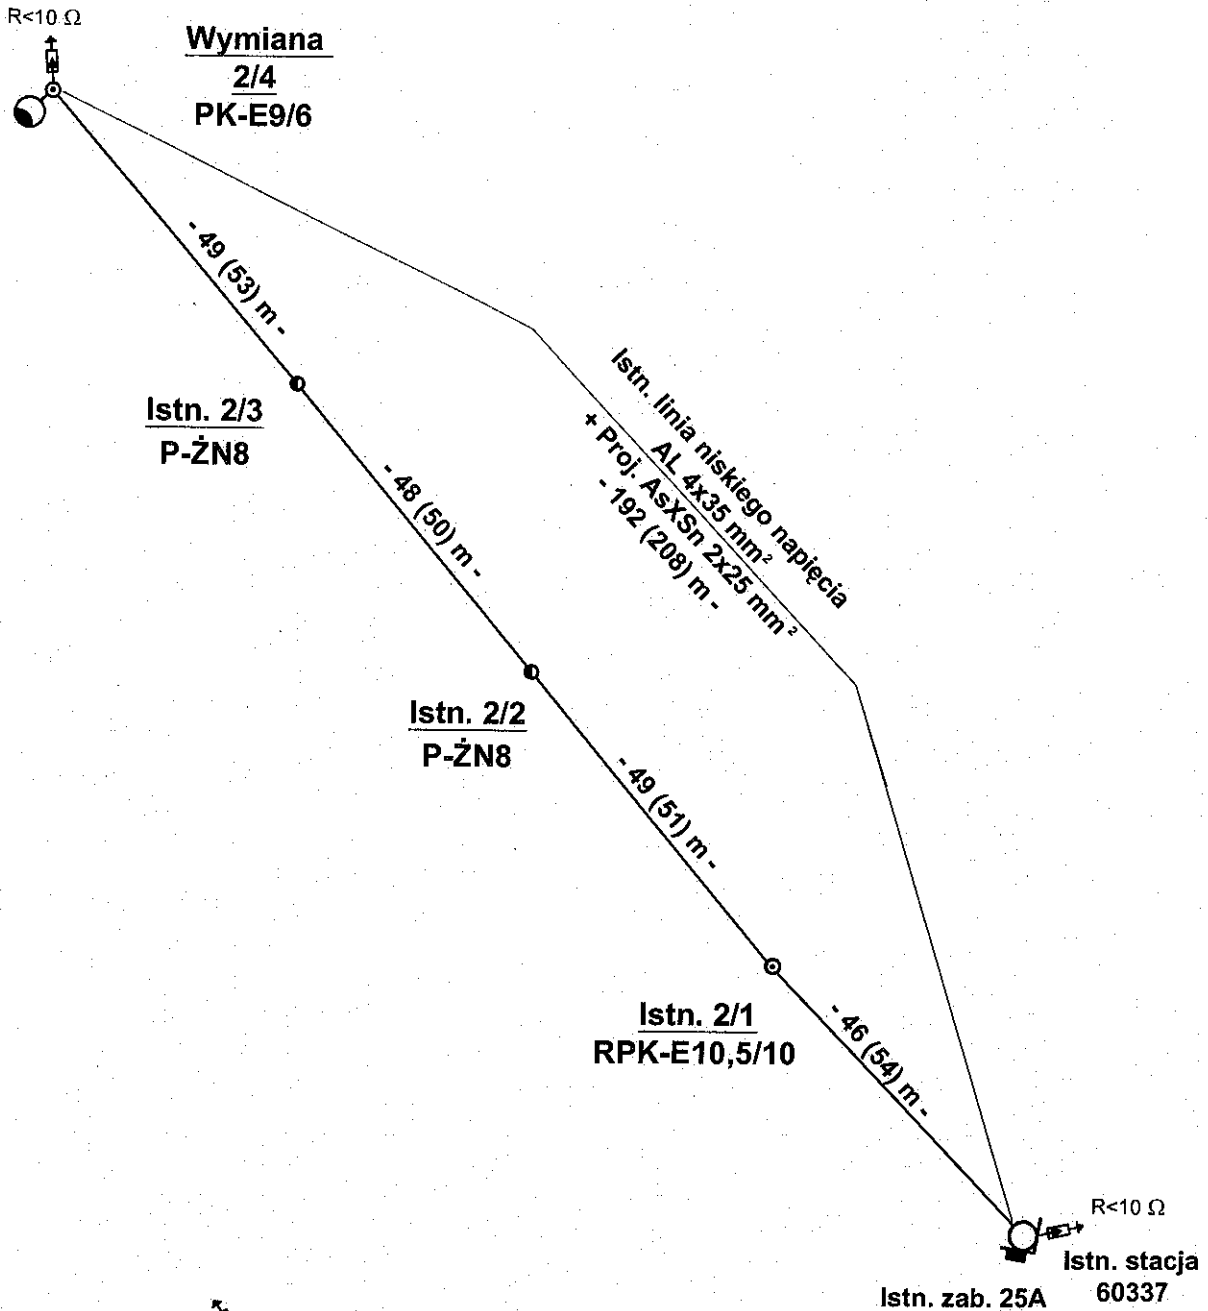 R<10 Ω
Wymiana
2/4
PK-E9/6
- 49 (53) m -
Istn. 2/3
P-ŻN8
- 48 (50) m -
Istn. linia niskiego napięcia
AL 4x35 mm²
+ Proj. AsXSn 2x25 mm²
- 192 (208) m -
Istn. 2/2
P-ŻN8
- 49 (51) m -
Istn. 2/1
RPK-E10,5/10
- 46 (54) m -
R<10 Ω
Istn. stacja
60337
Istn. zab. 25A